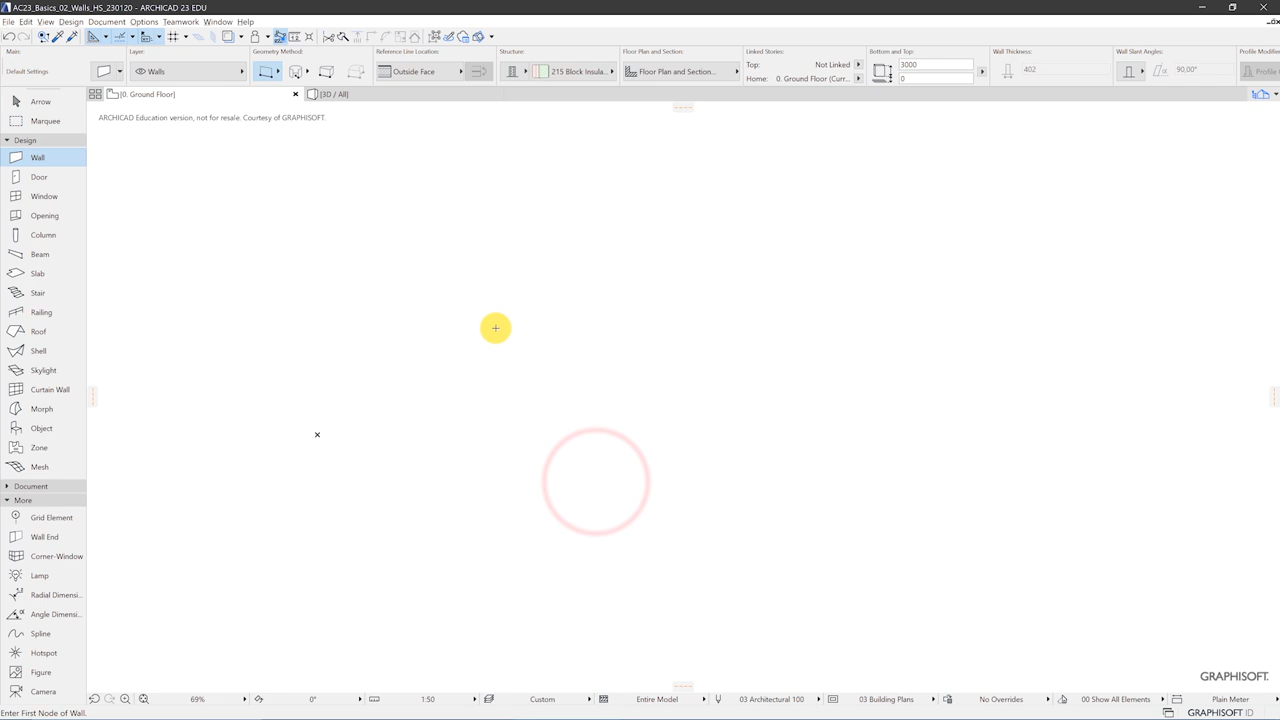 AC23_Basics_02_Walls_HS_230120 - ARCHICAD 23 EDU
File Edit View Design Document Options Teamwork Window Help
Main: Layer: Geometry Method: Reference Line Location: Structure: Floor Plan and Section: Linked Stories: Bottom and Top: Wall Thickness: Wall Slant Angles: Profile Modifi
Top: Not Linked 3000
Default Settings Walls Outside Face 215 Block Insula... Floor Plan and Section... 402 90,00° Profile
Home: 0. Ground Floor (Curr... 0
[0. Ground Floor] [3D / All]
Arrow
ARCHICAD Education version, not for resale. Courtesy of GRAPHISOFT.
Marquee
Design
Wall
Door
Window
Opening
Column
Beam
Slab
Stair
Railing
Roof
Shell
Skylight
Curtain Wall
Morph
Object
Zone
Mesh
Document
More
Grid Element
Wall End
Corner-Window
Lamp
Radial Dimensi...
Angle Dimensi...
Spline
Hotspot
Figure
GRAPHISOFT.
Camera
69% 0° 1:50 Custom Entire Model 03 Architectural 100 03 Building Plans No Overrides 00 Show All Elements Plain Meter
Enter First Node of Wall. GRAPHISOFT ID